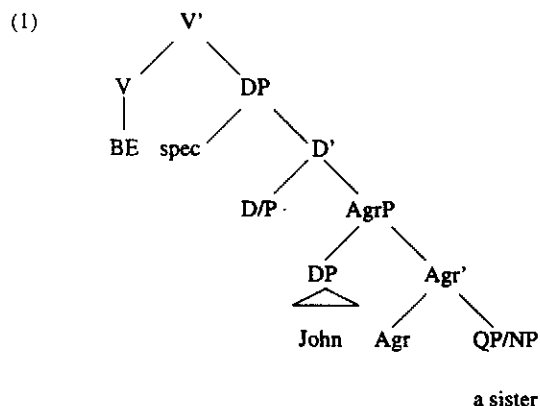 (1) V'
V DP
BE spec D'
D/P AgrP
DP Agr'
John Agr QP/NP
a sister